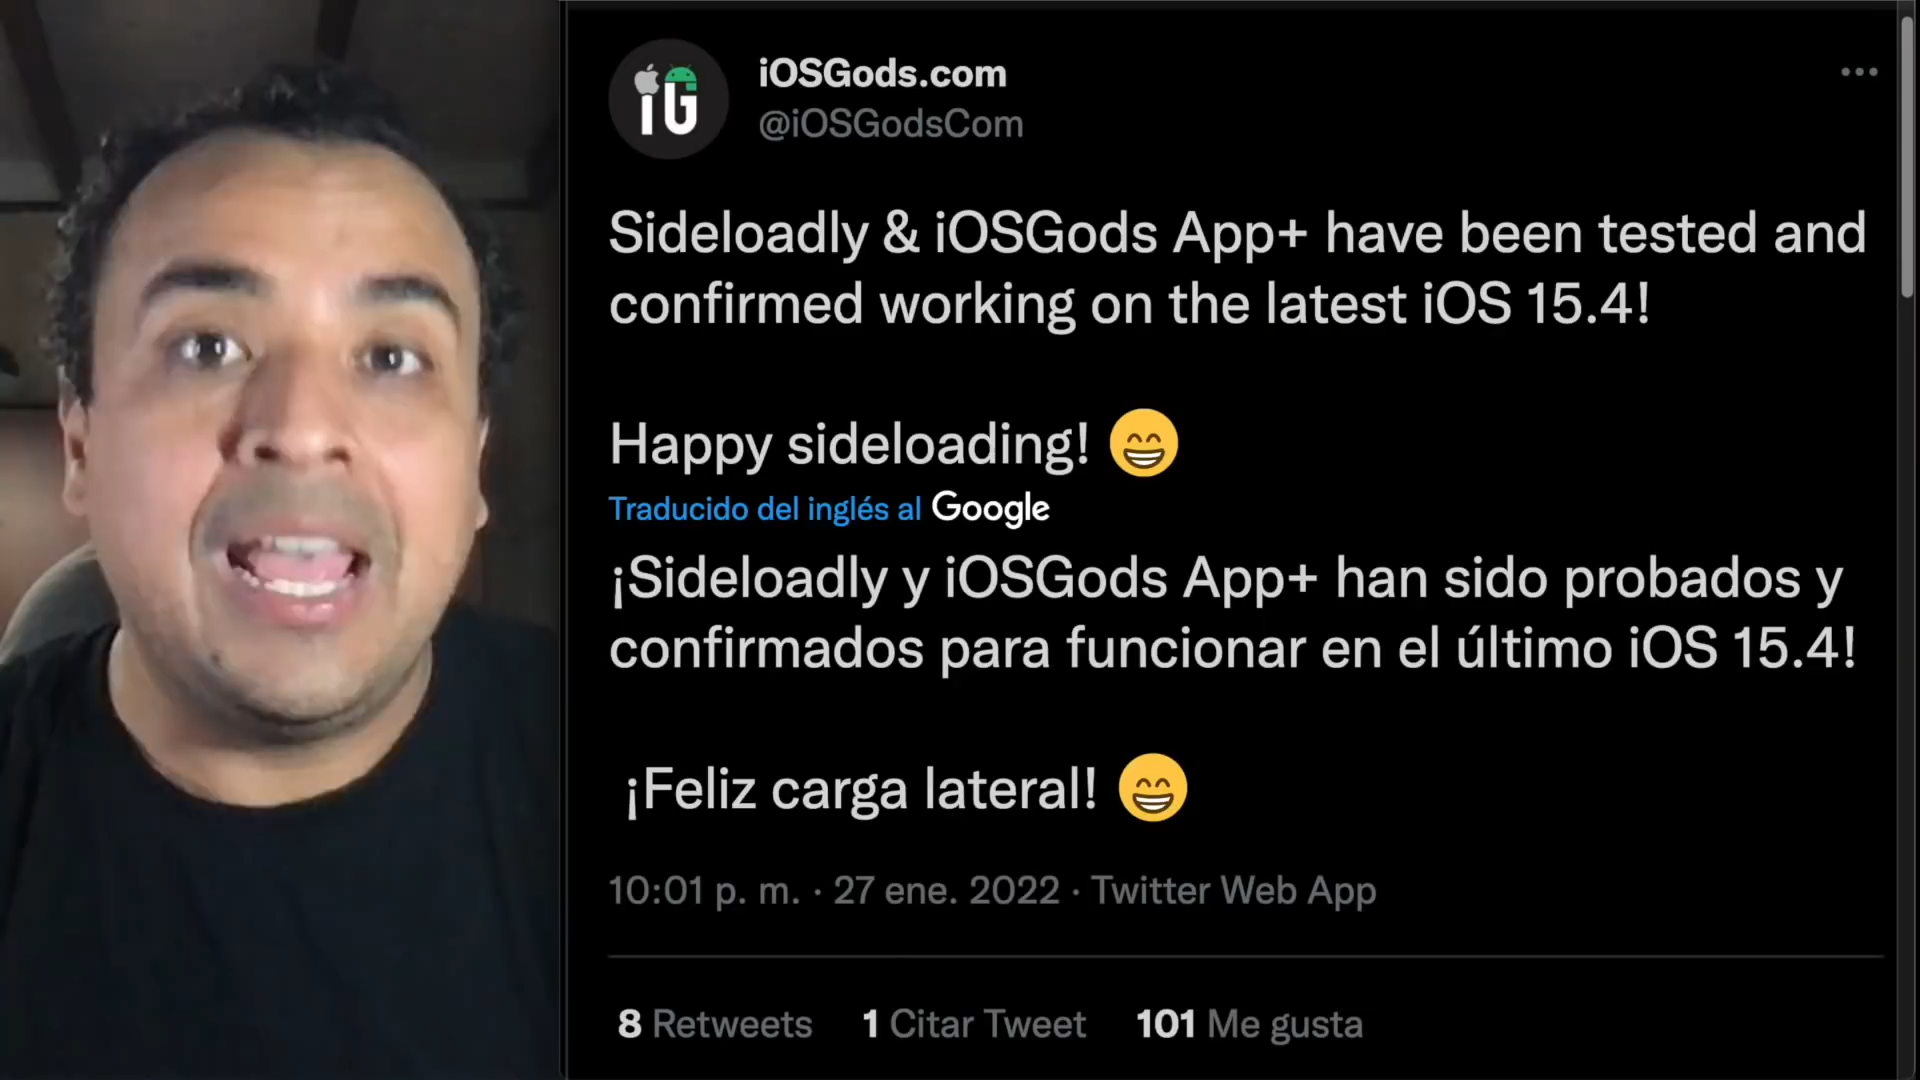 iG
iOSGods.com
@iOSGodsCom
Sideloadly & iOSGods App+ have been tested and
confirmed working on the latest iOS 15.4!
Happy sideloading! 😁
Traducido del inglés al Google
¡Sideloadly y iOSGods App+ han sido probados y
confirmados para funcionar en el último iOS 15.4!
¡Feliz carga lateral! 😁
10:01 p. m. · 27 ene. 2022 · Twitter Web App
8 Retweets 1 Citar Tweet 101 Me gusta